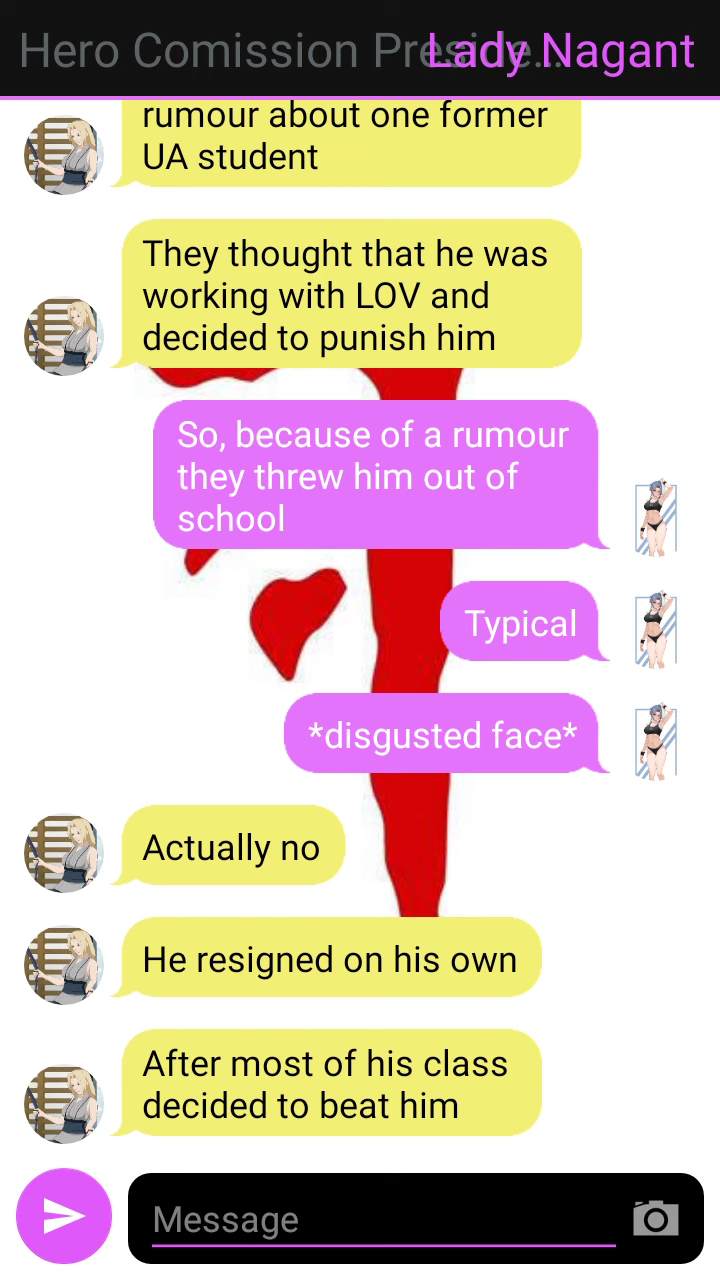 Hero Comission Preside...
Lady Nagant
rumour about one former
UA student
They thought that he was
working with LOV and
decided to punish him
So, because of a rumour
they threw him out of
school
Typical
*disgusted face*
Actually no
He resigned on his own
After most of his class
decided to beat him
Message